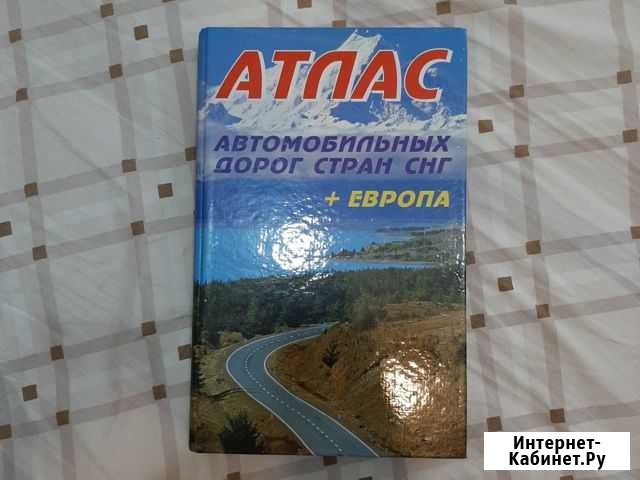 АТЛАС
АВТОМОБИЛЬНЫХ
ДОРОГ СТРАН СНГ
+ ЕВРОПА
Интернет-
Кабинет.Ру